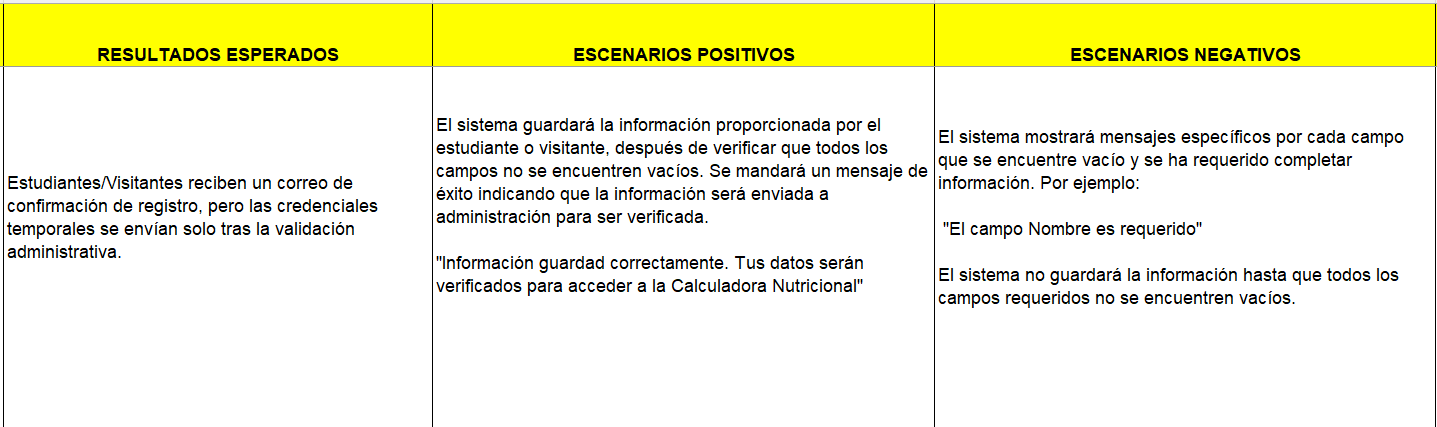 RESULTADOS ESPERADOS
ESCENARIOS POSITIVOS
ESCENARIOS NEGATIVOS
Estudiantes/Visitantes reciben un correo de
confirmación de registro, pero las credenciales
temporales se envían solo tras la validación
administrativa.
El sistema guardará la información proporcionada por el
estudiante o visitante, después de verificar que todos los
campos no se encuentren vacíos. Se mandará un mensaje de
éxito indicando que la información será enviada a
administración para ser verificada.
"Información guardad correctamente. Tus datos serán
verificados para acceder a la Calculadora Nutricional"
El sistema mostrará mensajes específicos por cada campo
que se encuentre vacío y se ha requerido completar
información. Por ejemplo:
"El campo Nombre es requerido"
El sistema no guardará la información hasta que todos los
campos requeridos no se encuentren vacíos.